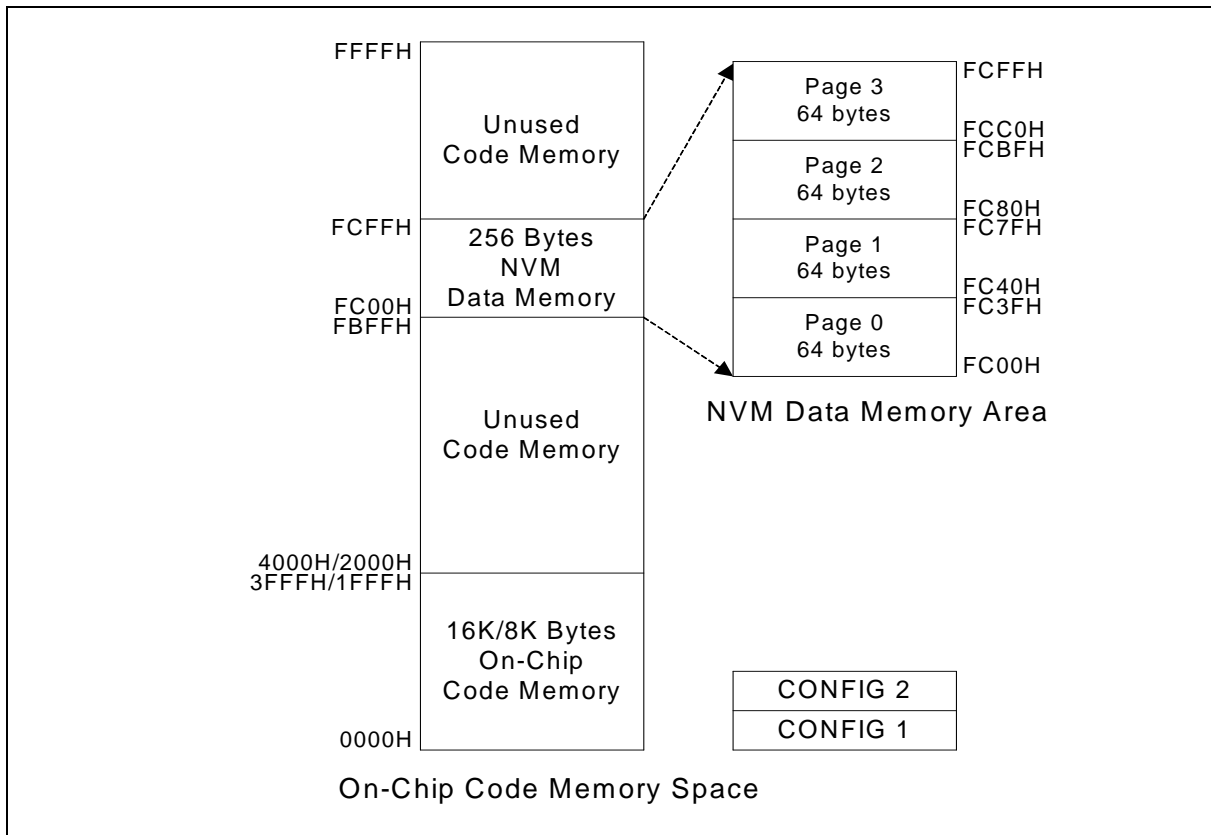 FFFFH
Unused
Code Memory
FCFFH
256 Bytes
NVM
Data Memory
FC00H
FBFFH
Unused
Code Memory
4000H/2000H
3FFFH/1FFFH
16K/8K Bytes
On-Chip
Code Memory
0000H
On-Chip Code Memory Space
FCFFH
Page 3
64 bytes
FCC0H
FCBFH
Page 2
64 bytes
FC80H
FC7FH
Page 1
64 bytes
FC40H
FC3FH
Page 0
64 bytes
FC00H
NVM Data Memory Area
CONFIG 2
CONFIG 1